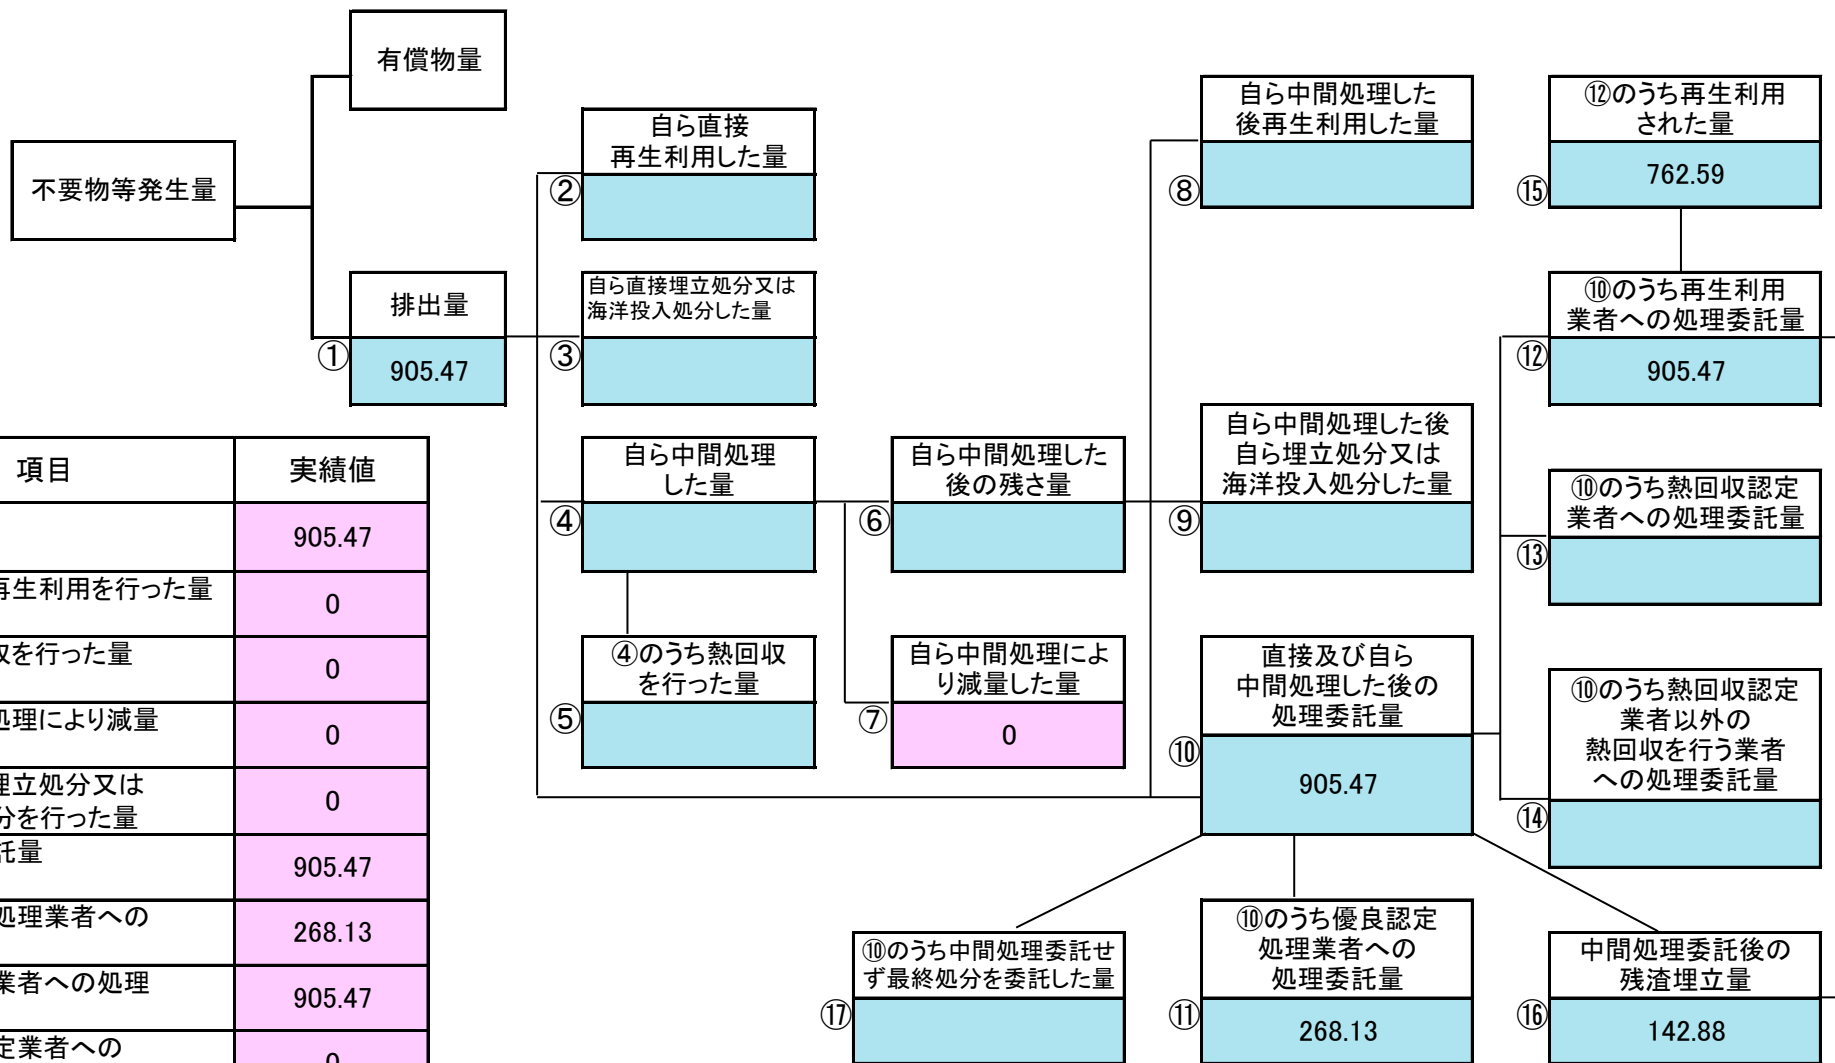 有償物量
不要物等発生量
排出量
①
905.47
自ら直接
再生利用した量
②
自ら直接埋立処分又は
海洋投入処分した量
③
自ら中間処理
した量
④
④のうち熱回収
を行った量
⑤
自ら中間処理した
後の残さ量
⑥
自ら中間処理によ
り減量した量
⑦
0
自ら中間処理した
後再生利用した量
⑧
自ら中間処理した後
自ら埋立処分又は
海洋投入処分した量
⑨
直接及び自ら
中間処理した後の
処理委託量
⑩
905.47
⑩のうち優良認定
処理業者への
処理委託量
⑪
268.13
⑫のうち再生利用
された量
⑮
762.59
⑩のうち再生利用
業者への処理委託量
⑫
905.47
⑩のうち熱回収認定
業者への処理委託量
⑬
⑩のうち熱回収認定
業者以外の
熱回収を行う業者
への処理委託量
⑭
中間処理委託後の
残渣埋立量
⑯
142.88
⑩のうち中間処理委託せ
ず最終処分を委託した量
⑰
項目 実績値
905.47
再生利用を行った量 0
を行った量 0
処理により減量 0
埋立処分又は
分を行った量 0
託量 905.47
処理業者への 268.13
業者への処理 905.47
定業者への 0